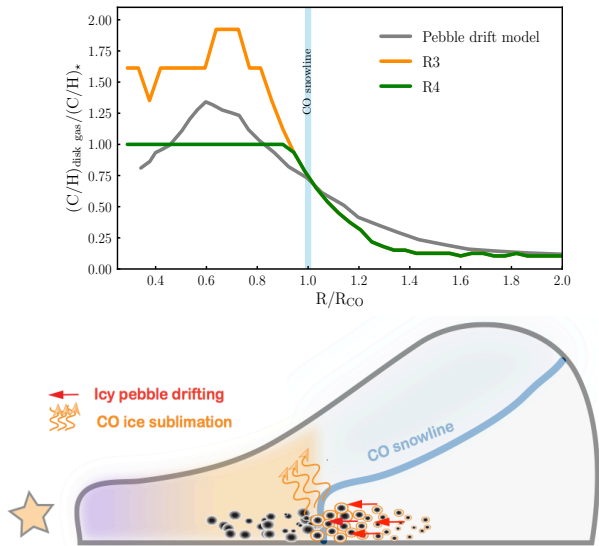 2.00
1.75
1.50
1.25
1.00
0.75
0.50
0.25
0.00
(C/H)disk gas/(C/H)⋆
CO snowline
Pebble drift model
R3
R4
0.4 0.6 0.8 1.0 1.2 1.4 1.6 1.8 2.0
R/RCO
Icy pebble drifting
CO ice sublimation
CO snowline